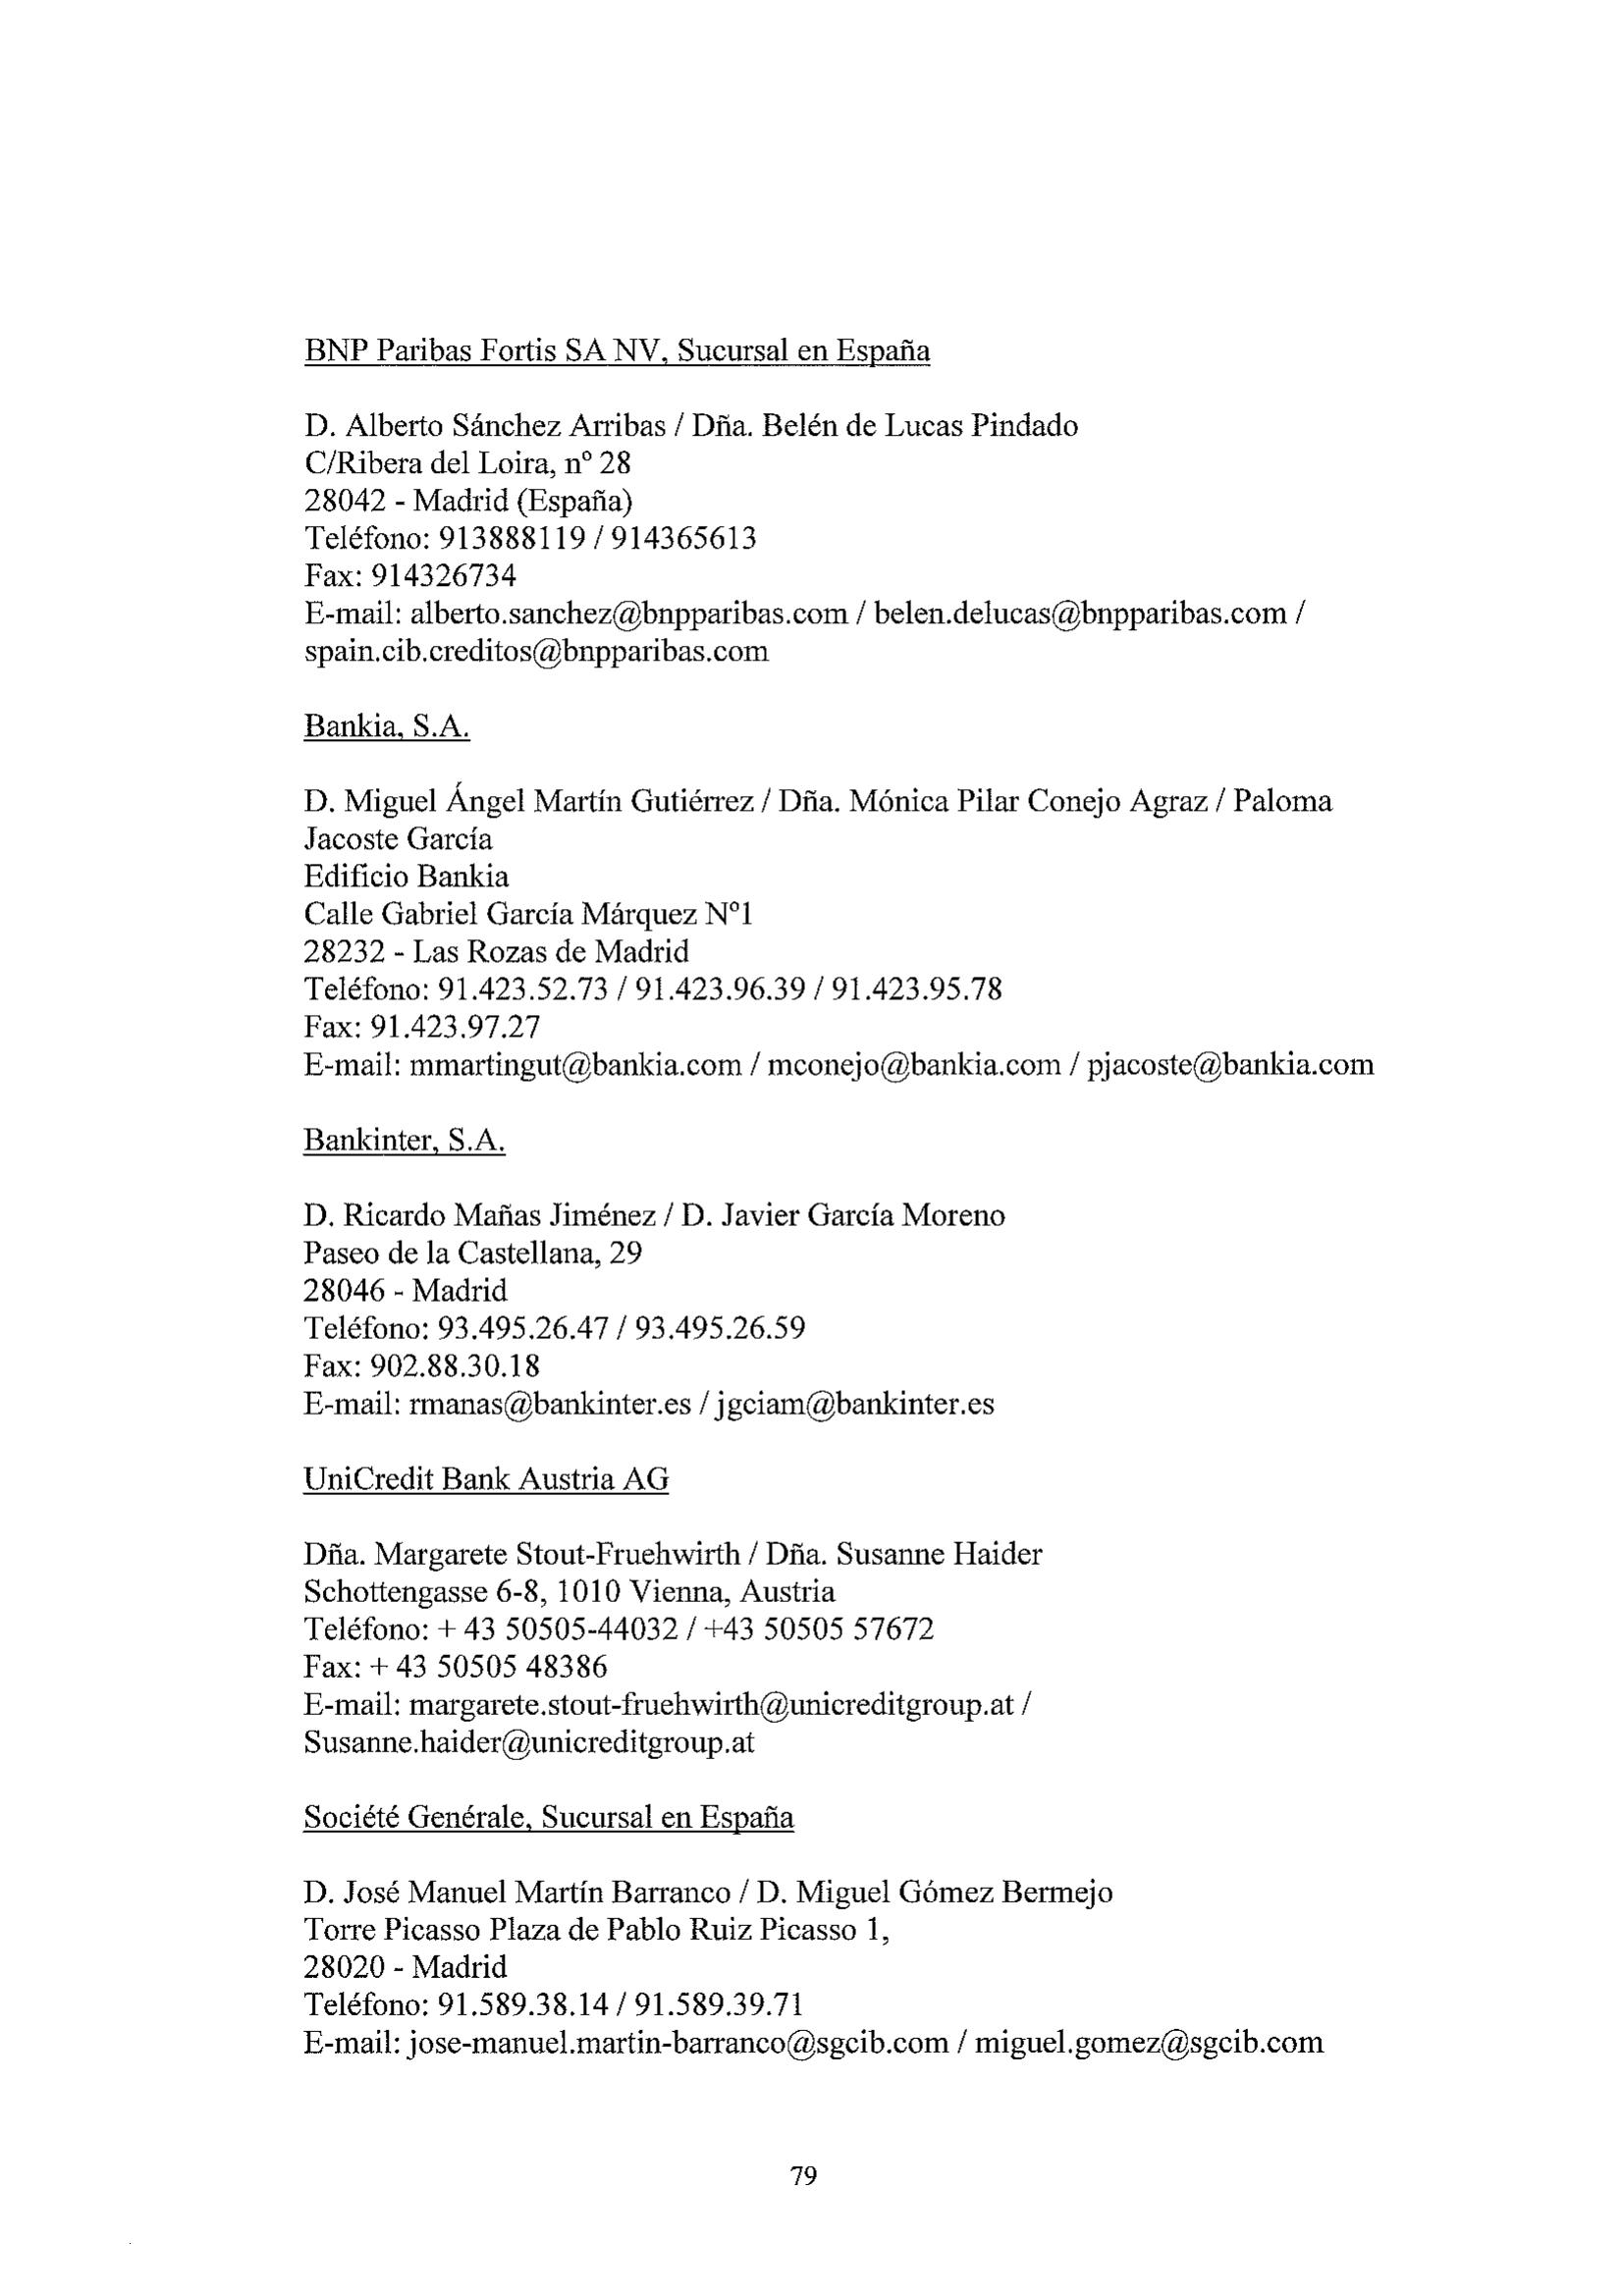 BNP Paribas Fortis SA NV, Sucursal en España
D. Alberto Sánchez Arribas / Dña. Belén de Lucas Pindado
C/Ribera del Loira, nº 28
28042 - Madrid (España)
Teléfono: 913888119 / 914365613
Fax: 914326734
E-mail: alberto.sanchez@bnpparibas.com / belen.delucas@bnpparibas.com /
spain.cib.creditos@bnpparibas.com
Bankia, S.A.
D. Miguel Ángel Martín Gutiérrez / Dña. Mónica Pilar Conejo Agraz / Paloma
Jacoste García
Edificio Bankia
Calle Gabriel García Márquez Nº1
28232 - Las Rozas de Madrid
Teléfono: 91.423.52.73 / 91.423.96.39 / 91.423.95.78
Fax: 91.423.97.27
E-mail: mmartingut@bankia.com / mconejo@bankia.com / pjacoste@bankia.com
Bankinter, S.A.
D. Ricardo Mañas Jiménez / D. Javier García Moreno
Paseo de la Castellana, 29
28046 - Madrid
Teléfono: 93.495.26.47 / 93.495.26.59
Fax: 902.88.30.18
E-mail: rmanas@bankinter.es / jgciam@bankinter.es
UniCredit Bank Austria AG
Dña. Margarete Stout-Fruehwirth / Dña. Susanne Haider
Schottengasse 6-8, 1010 Vienna, Austria
Teléfono: + 43 50505-44032 / +43 50505 57672
Fax: + 43 50505 48386
E-mail: margarete.stout-fruehwirth@unicreditgroup.at /
Susanne.haider@unicreditgroup.at
Société Genérale, Sucursal en España
D. José Manuel Martín Barranco / D. Miguel Gómez Bermejo
Torre Picasso Plaza de Pablo Ruiz Picasso 1,
28020 - Madrid
Teléfono: 91.589.38.14 / 91.589.39.71
E-mail: jose-manuel.martin-barranco@sgcib.com / miguel.gomez@sgcib.com
79